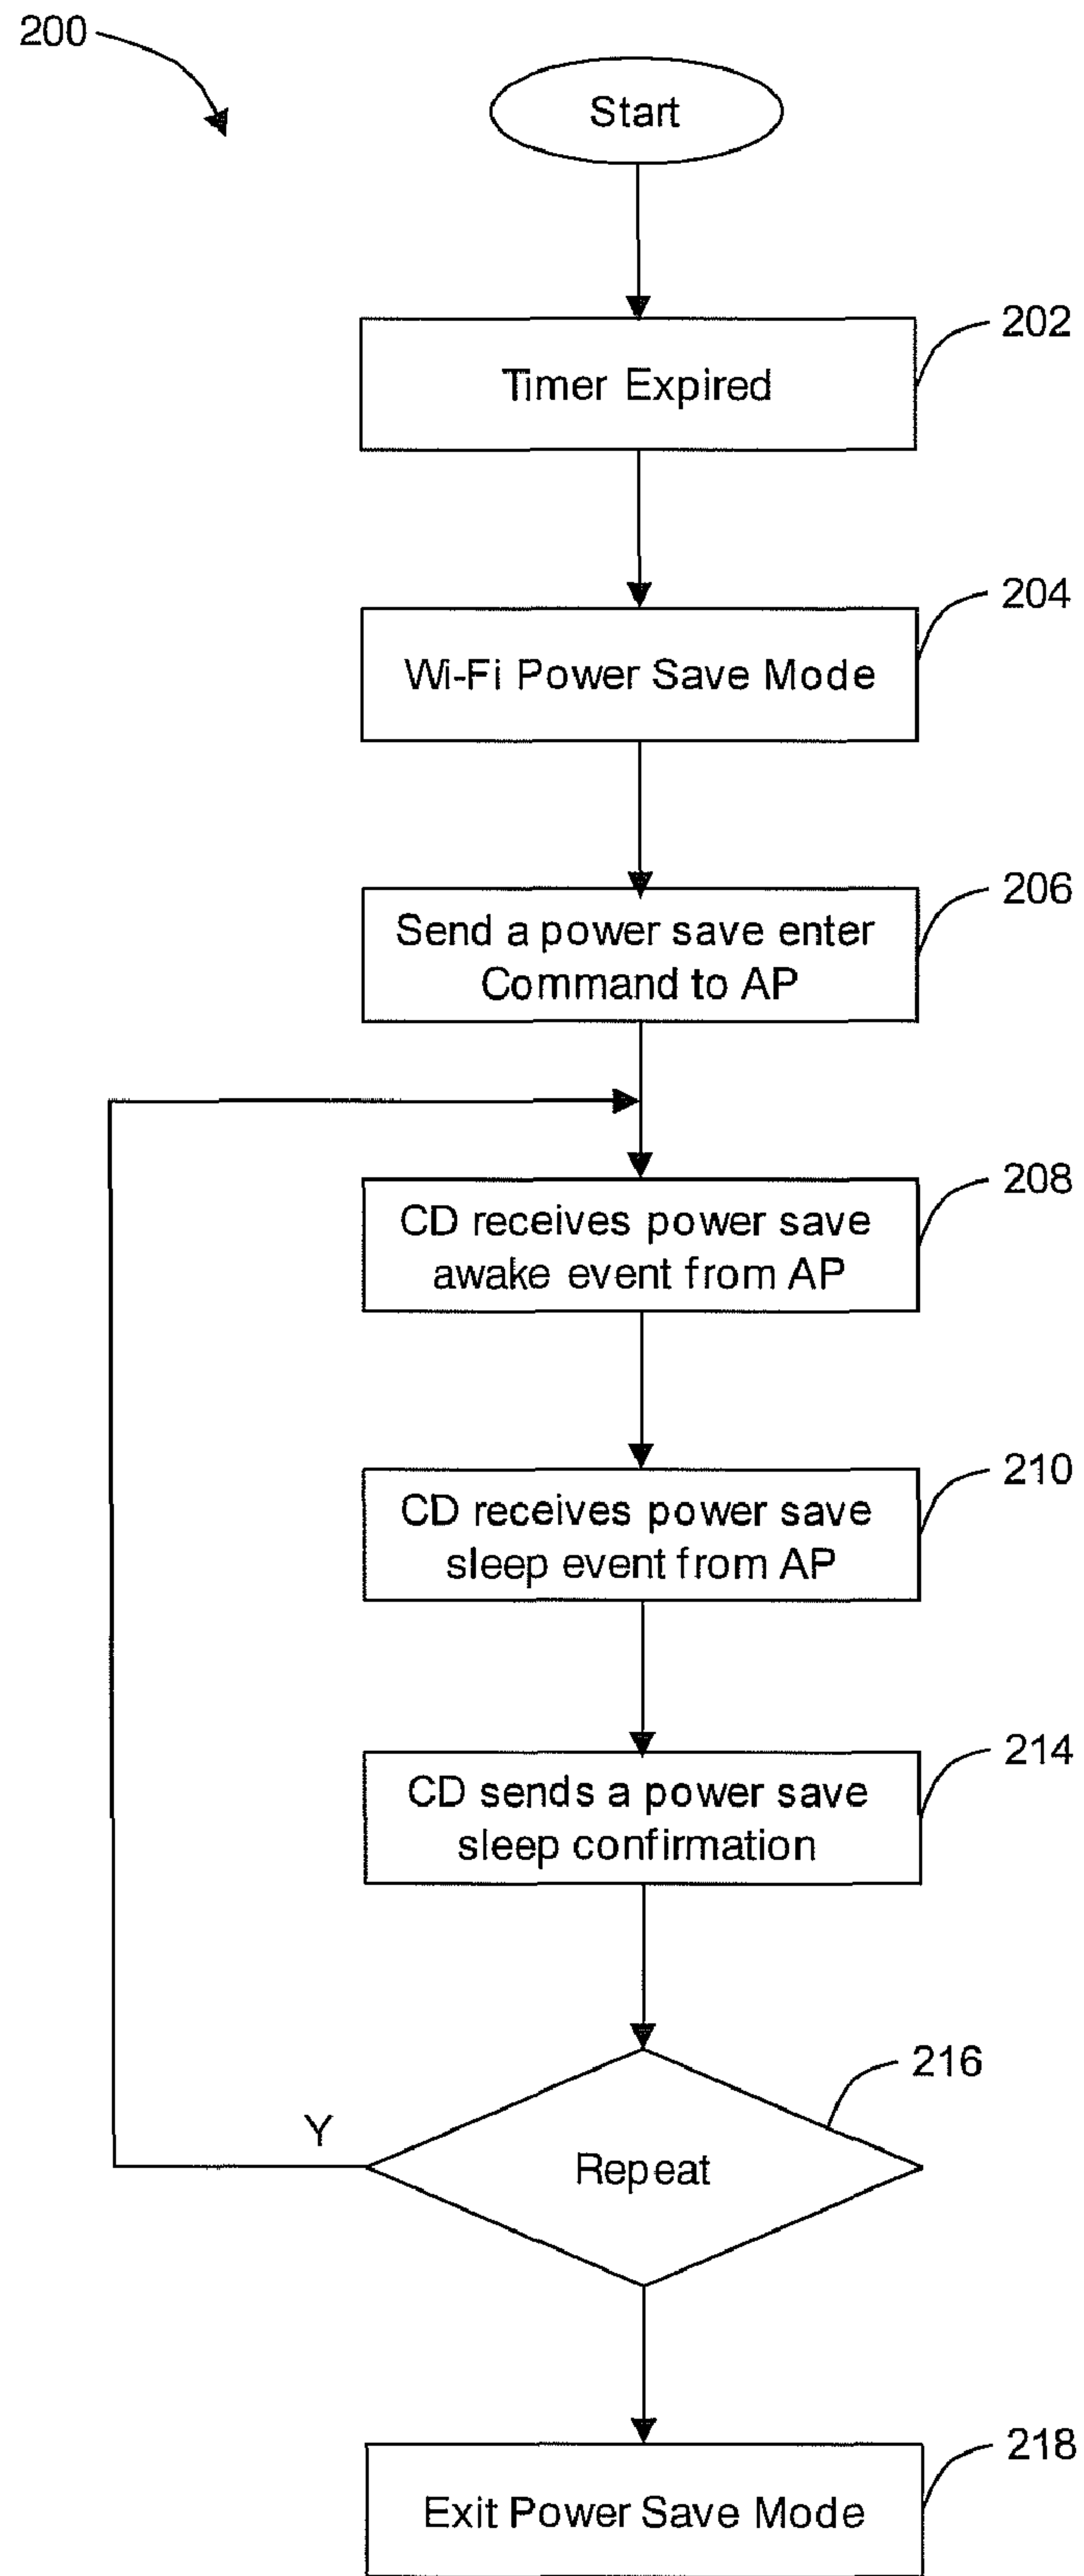 200
Start
202
Timer Expired
204
Wi-Fi Power Save Mode
206
Send a power save enter
Command to AP
208
CD receives power save
awake event from AP
210
CD receives power save
sleep event from AP
214
CD sends a power save
sleep confirmation
216
Y
Repeat
218
Exit Power Save Mode